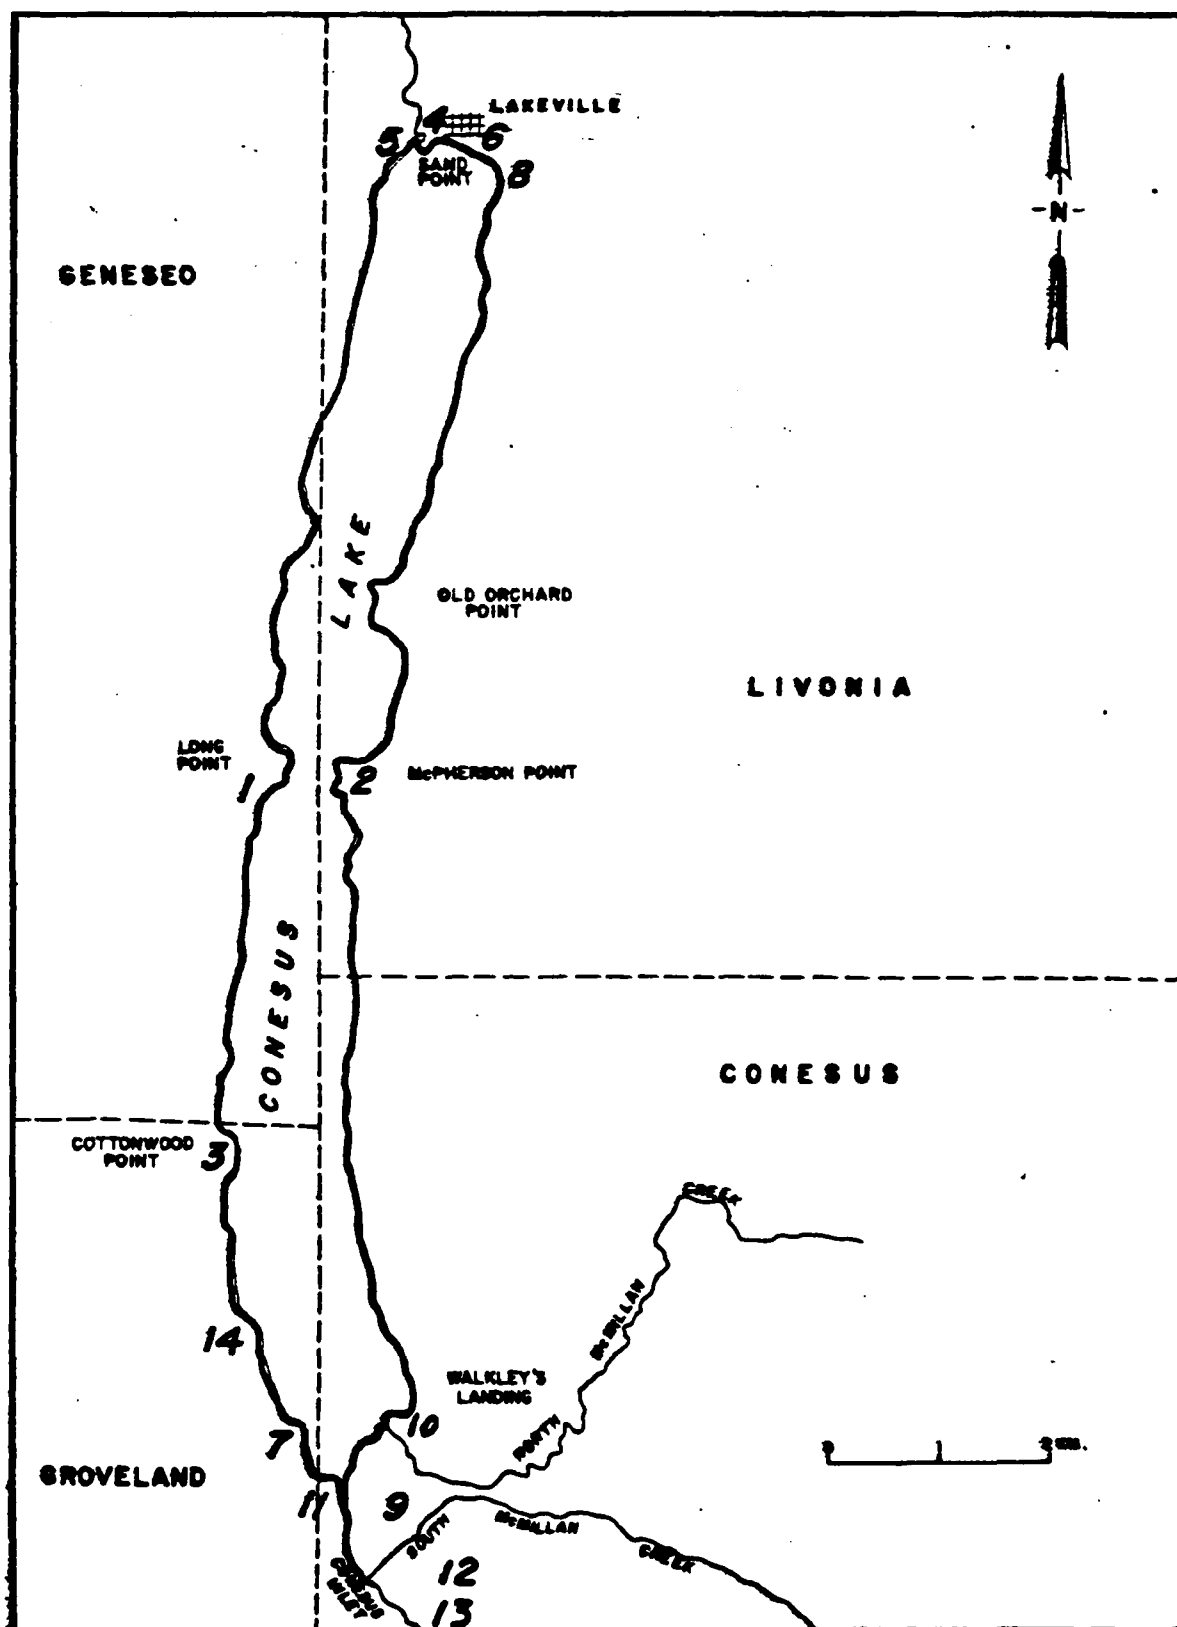 LAKEVILLE
4
5
6
SAND
POINT
8
N
GENESEO
LAKE
OLD ORCHARD
POINT
LIVONIA
LONG
POINT
1
2
McPHERSON POINT
CONESUS
CONESUS
COTTONWOOD
POINT
3
CREEK
McMILLAN
NORTH
14
WALKLEY'S
LANDING
10
7
0 1 2 KM.
GROVELAND
11
9
SOUTH McMILLAN CREEK
12
CONESUS
INLET
13